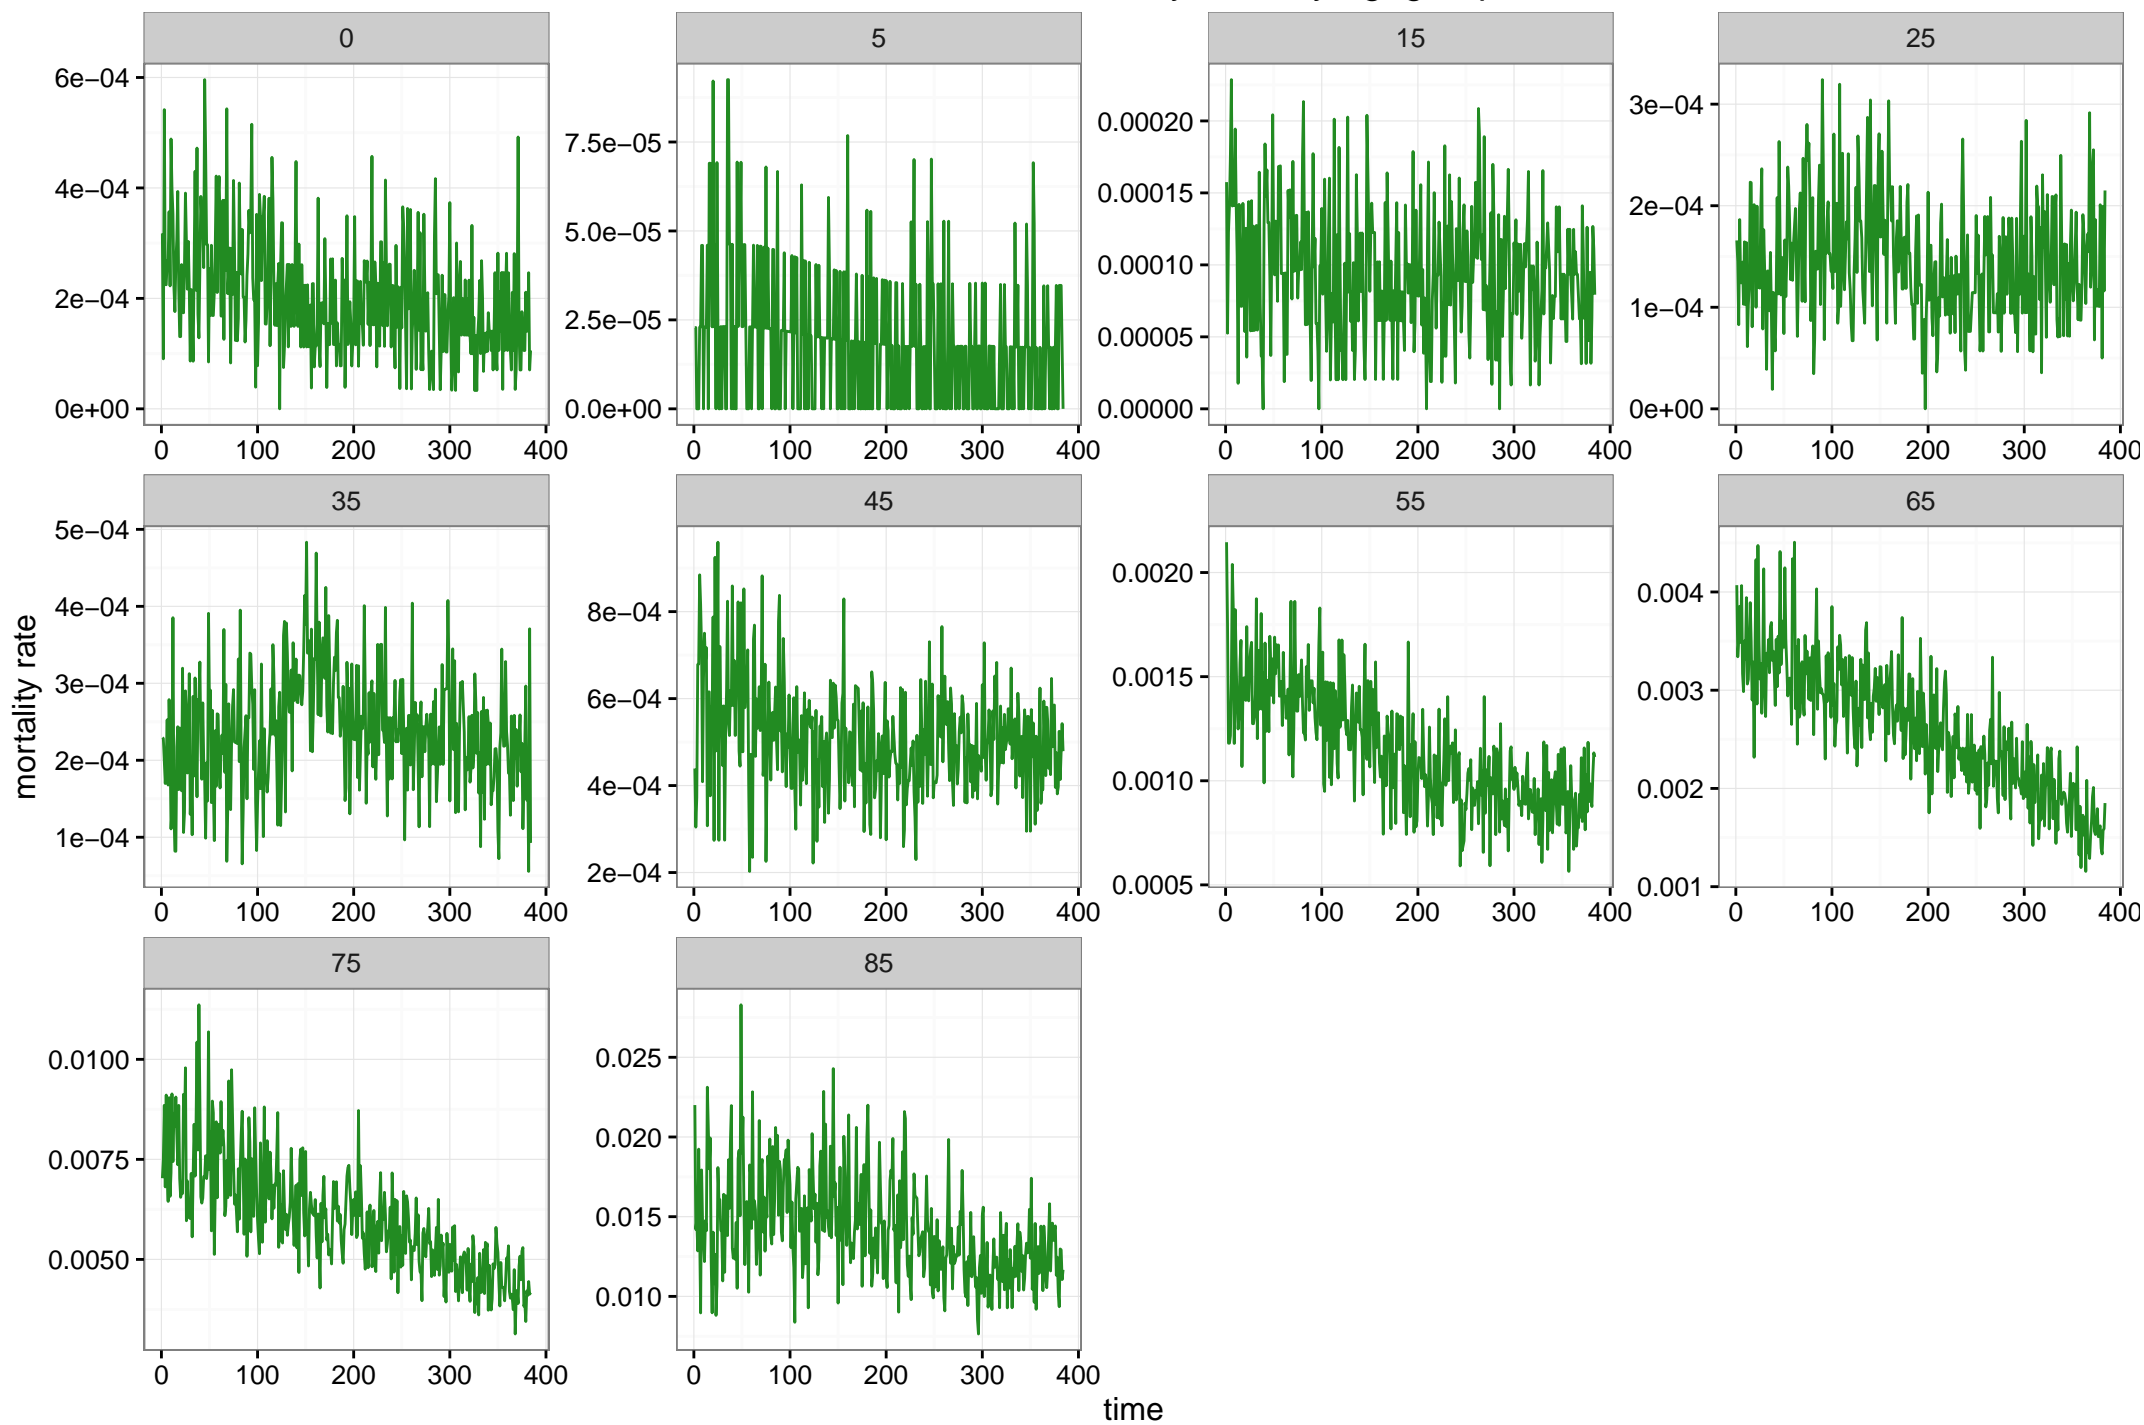 0 5 15 25
6e−04 4e−04 2e−04 0e+00
7.5e−05 5.0e−05 2.5e−05 0.0e+00
0.00020 0.00015 0.00010 0.00005 0.00000
3e−04 2e−04 1e−04 0e+00
0 100 200 300 400 0 100 200 300 400 0 100 200 300 400 0 100 200 300 400
35 45 55 65
5e−04 4e−04 3e−04 2e−04 1e−04
8e−04 6e−04 4e−04 2e−04
0.0020 0.0015 0.0010 0.0005
0.004 0.003 0.002 0.001
0 100 200 300 400 0 100 200 300 400 0 100 200 300 400 0 100 200 300 400
mortality rate
75 85
0.0100 0.0075 0.0050
0.025 0.020 0.015 0.010
0 100 200 300 400 0 100 200 300 400
time